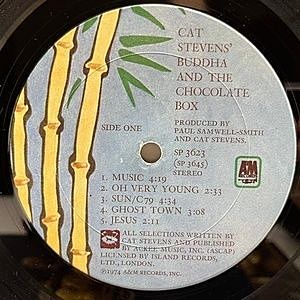 CAT
STEVENS'
BUDDHA
AND THE
CHOCOLATE
BOX
PRODUCED BY
PAUL SAMWELL-SMITH
AND CAT STEVENS.
SIDE ONE
SP 3623
(SP 3645)
STEREO
A&M
RECORDS
1. MUSIC 4:19
2. OH VERY YOUNG 2:33
3. SUN/C79 4:34
4. GHOST TOWN 3:08
5. JESUS 2:11
ALL SELECTIONS WRITTEN BY
CAT STEVENS AND PUBLISHED
BY ACKEE MUSIC, INC. (ASCAP)
LICENSED BY ISLAND RECORDS
LTD., LONDON.
℗1974 A&M RECORDS, INC.